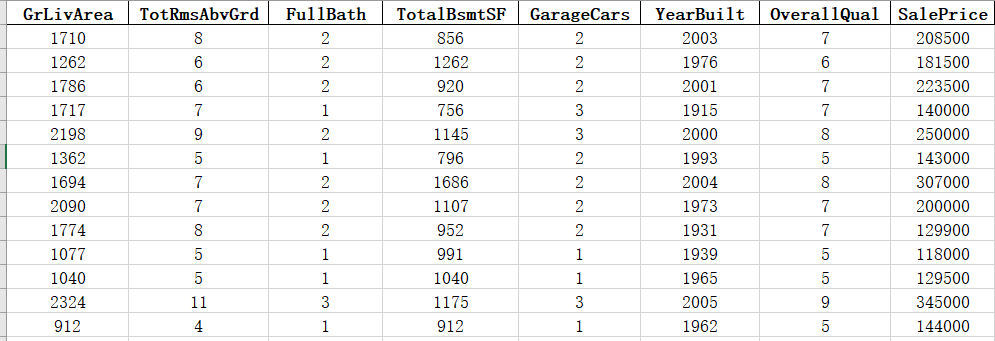 GrLivArea TotRmsAbvGrd FullBath TotalBsmtSF GarageCars YearBuilt OverallQual SalePrice
1710 8 2 856 2 2003 7 208500
1262 6 2 1262 2 1976 6 181500
1786 6 2 920 2 2001 7 223500
1717 7 1 756 3 1915 7 140000
2198 9 2 1145 3 2000 8 250000
1362 5 1 796 2 1993 5 143000
1694 7 2 1686 2 2004 8 307000
2090 7 2 1107 2 1973 7 200000
1774 8 2 952 2 1931 7 129900
1077 5 1 991 1 1939 5 118000
1040 5 1 1040 1 1965 5 129500
2324 11 3 1175 3 2005 9 345000
912 4 1 912 1 1962 5 144000